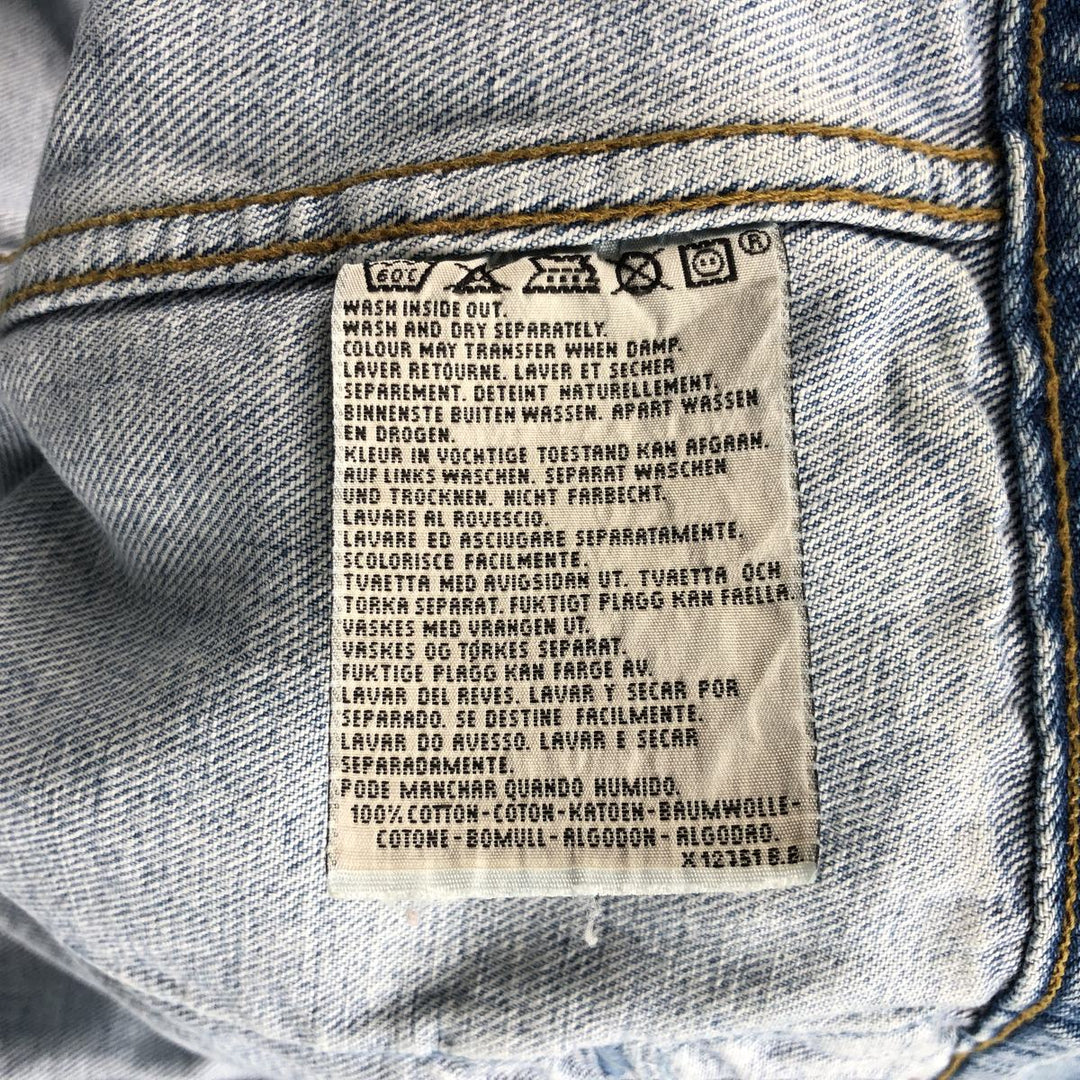 60C ®
WASH INSIDE OUT.
WASH AND DRY SEPARATELY.
COLOUR MAY TRANSFER WHEN DAMP.
LAVER RETOURNE. LAVER ET SECHER
SEPAREMENT. DETEINT NATURELLEMENT.
BINNENSTE BUITEN WASSEN. APART WASSEN
EN DROGEN.
KLEUR IN VOCHTIGE TOESTAND KAN AFGAAN.
AUF LINKS WASCHEN. SEPARAT WASCHEN
UND TROCKNEN. NICHT FARBECHT.
LAVARE AL ROVESCIO.
LAVARE ED ASCIUGARE SEPARATAMENTE.
SCOLORISCE FACILMENTE.
TVAETTA MED AVIGSIDAN UT. TVAETTA OCH
TORKA SEPARAT. FUKTIGT PLAGG KAN FAELLA.
VASKES MED VRANGEN UT.
VASKES OG TØRKES SEPARAT.
FUKTIGE PLAGG KAN FARGE AV.
LAVAR DEL REVES. LAVAR Y SECAR POR
SEPARADO. SE DESTINE FACILMENTE.
LAVAR DO AVESSO. LAVAR E SECAR
SEPARADAMENTE.
PODE MANCHAR QUANDO HUMIDO.
100% COTTON-COTON-KATOEN-BAUMWOLLE-
COTONE-BOMULL-ALGODON-ALGODAO.
X 12751 B.B.